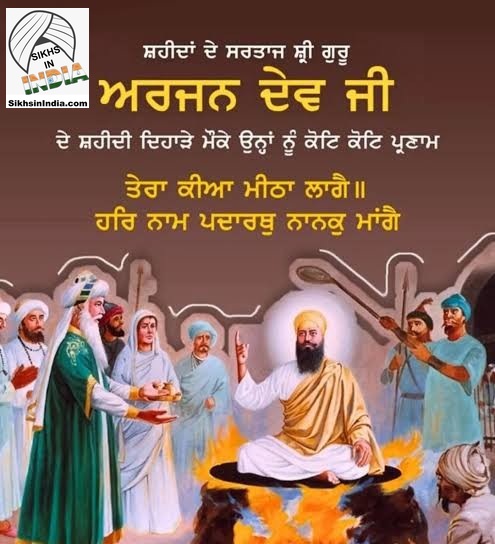 SIKHS
IN
INDIA
SikhsinIndia.com
ਸ਼ਹੀਦਾਂ ਦੇ ਸਰਤਾਜ ਸ਼੍ਰੀ ਗੁਰੂ
ਅਰਜਨ ਦੇਵ ਜੀ
ਦੇ ਸ਼ਹੀਦੀ ਦਿਹਾੜੇ ਮੌਕੇ ਉਨ੍ਹਾਂ ਨੂੰ ਕੋਟਿ ਕੋਟਿ ਪ੍ਰਣਾਮ
ਤੇਰਾ ਕੀਆ ਮੀਠਾ ਲਾਗੈ॥
ਹਰਿ ਨਾਮ ਪਦਾਰਥੁ ਨਾਨਕੁ ਮਾਂਗੈ